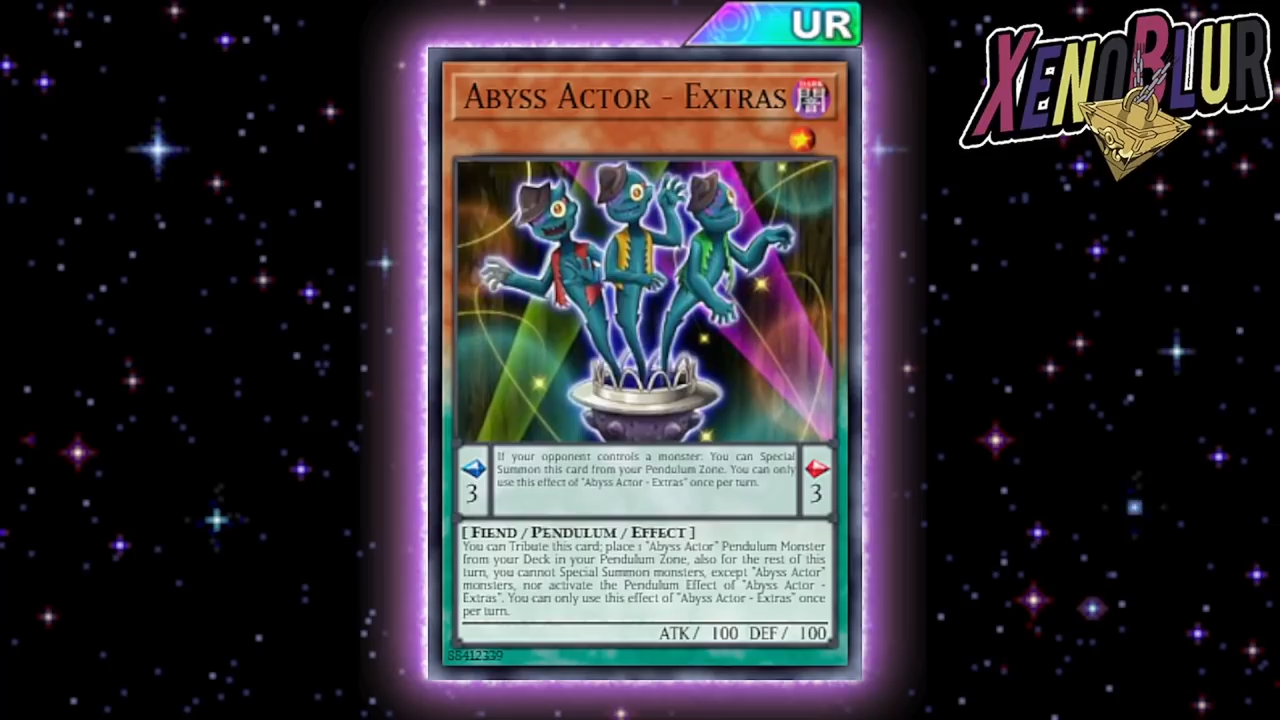 UR
XENOBLUR
ABYSS ACTOR - EXTRAS
DARK
闇
3
If your opponent controls a monster: You can Special
Summon this card from your Pendulum Zone. You can only
use this effect of "Abyss Actor - Extras" once per turn.
3
[ FIEND / PENDULUM / EFFECT ]
You can Tribute this card; place 1 "Abyss Actor" Pendulum Monster
from your Deck in your Pendulum Zone, also for the rest of this
turn, you cannot Special Summon monsters, except "Abyss Actor"
monsters, nor activate the Pendulum Effect of "Abyss Actor -
Extras". You can only use this effect of "Abyss Actor - Extras" once
per turn.
ATK / 100 DEF / 100
88412339